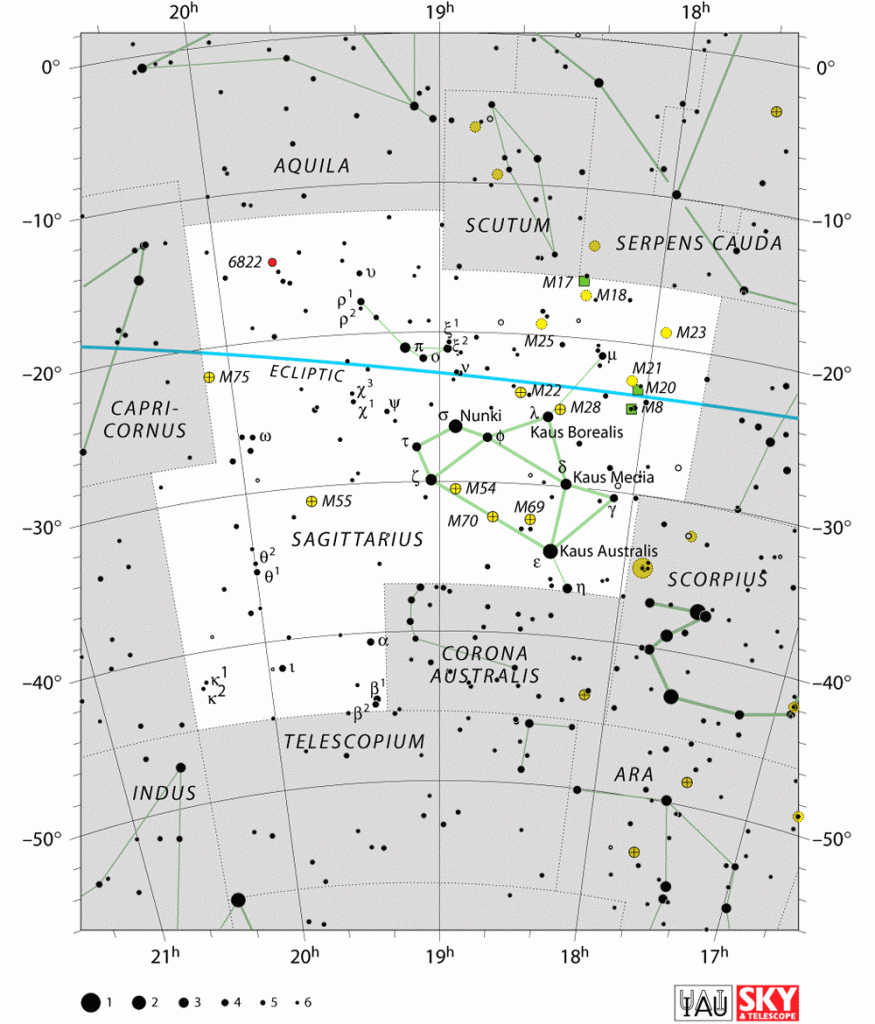 20h 19h 18h
0° 0°
AQUILA
−10° −10°
SCUTUM
SERPENS CAUDA
6822
υ
M17
M18
ρ1
ρ2
ξ1
M25
M23
π
ο
ξ2
μ
−20° −20°
ECLIPTIC
ν
M21
M75
M22
M20
χ3
M28
M8
χ1
ψ
CAPRI-
CORNUS
σ Nunki
λ
Kaus Borealis
ω
τ
φ
ζ
δ
Kaus Media
M54
γ
M55
M69
M70
−30° −30°
SAGITTARIUS
Kaus Australis
ε
θ2
θ1
SCORPIUS
η
α
CORONA
AUSTRALIS
ι
κ1
κ2
−40° −40°
β1
β2
s
TELESCOPIUM
ARA
INDUS
−50° −50°
21h 20h 19h 18h 17h
1 2 3 4 5 6
IAU
SKY
& TELESCOPE